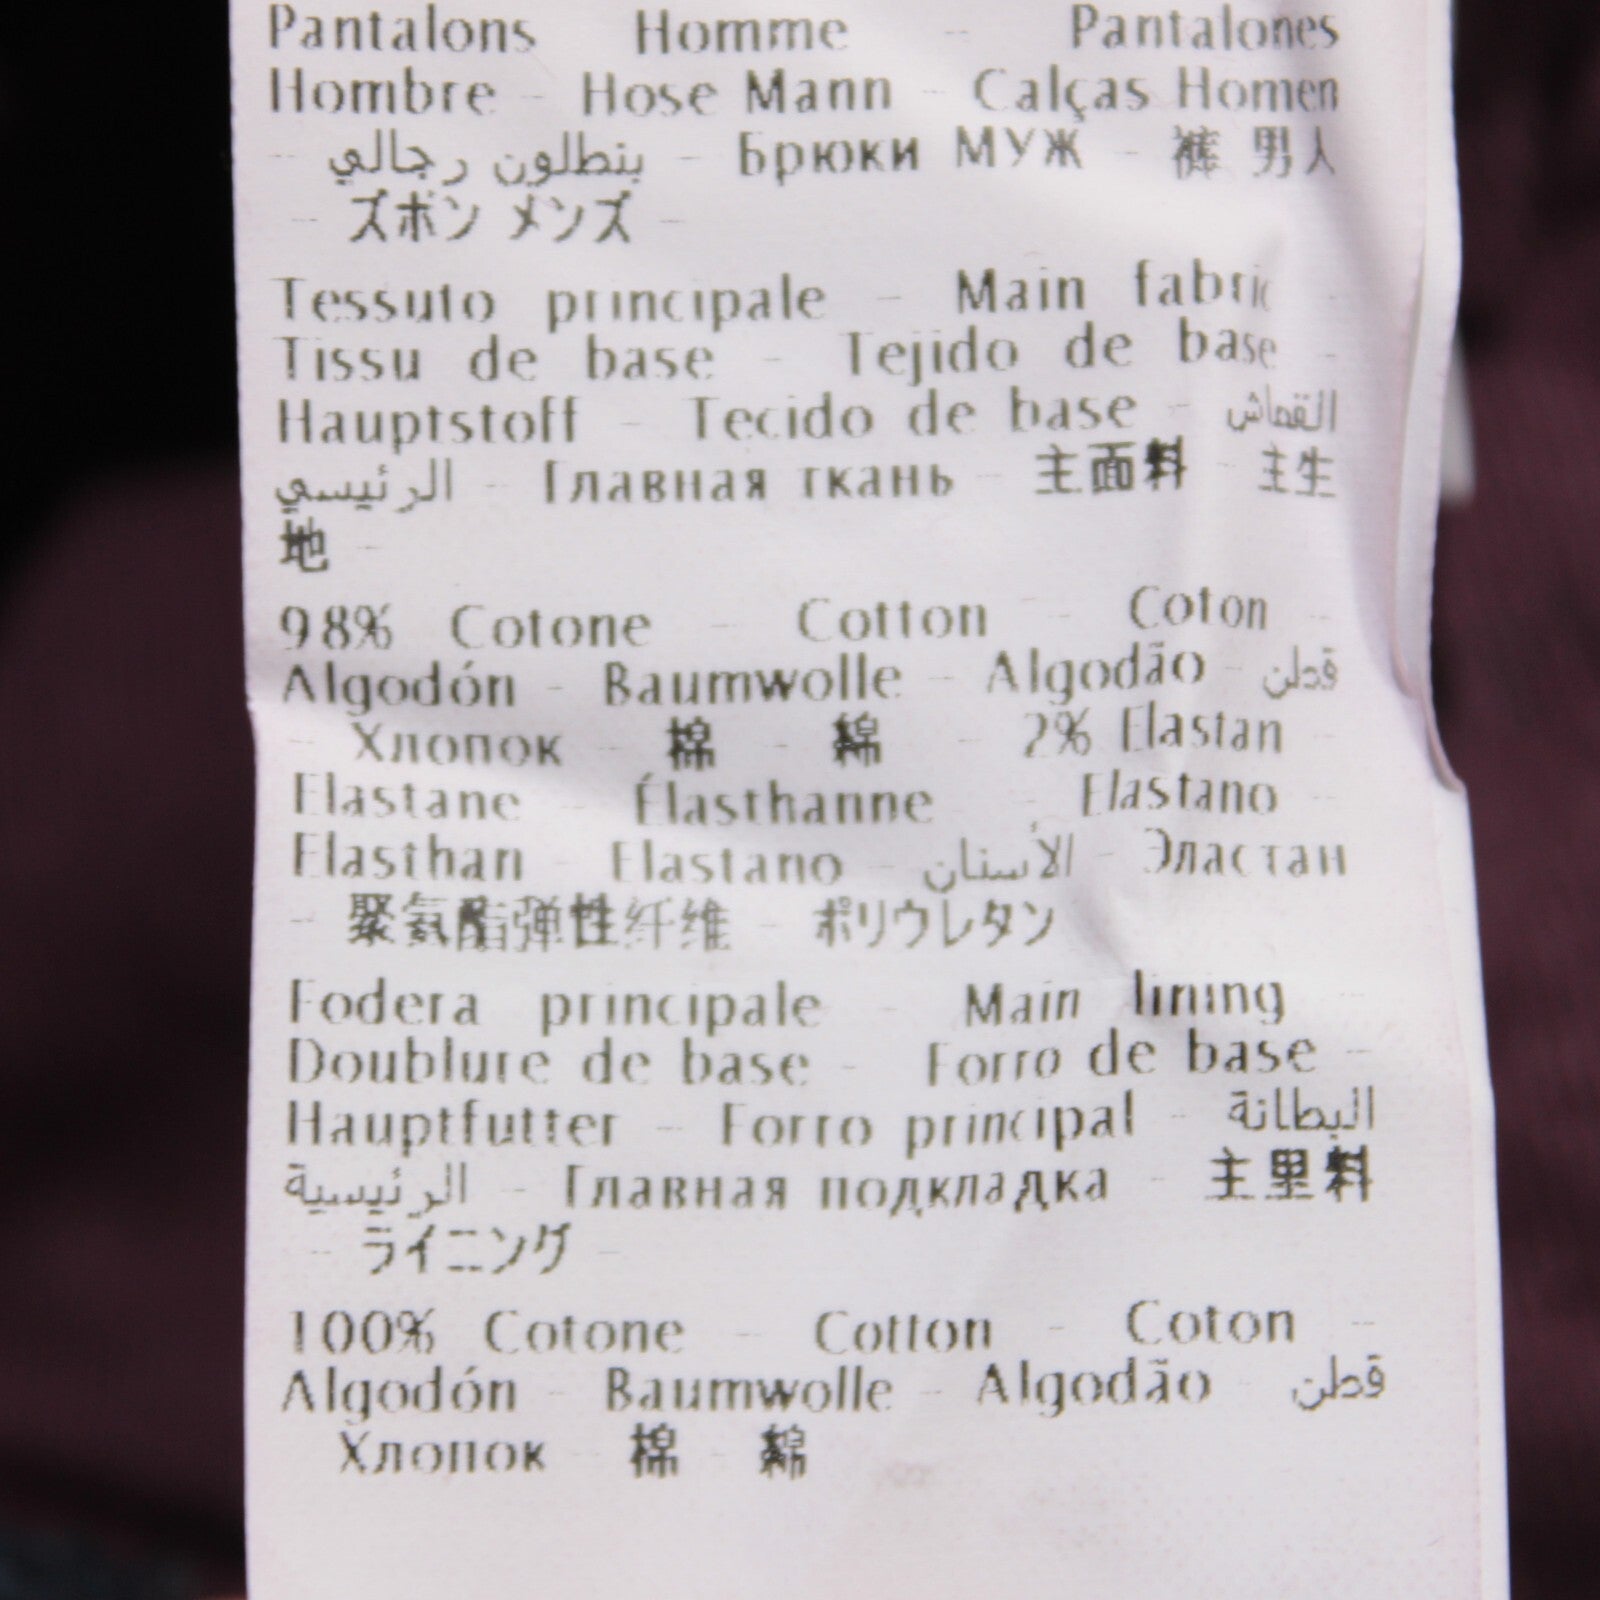 Pantalons Homme - Pantalones
Hombre - Hose Mann - Calças Homen
- بنطلون رجالي - Брюки МУЖ - 裤 男人
- ズボン メンズ -
Tessuto principale - Main fabric -
Tissu de base - Tejido de base -
Hauptstoff - Tecido de base - القماش
الرئيسي - Главная ткань - 主面料 - 主生
地 -
98% Cotone - Cotton - Coton -
Algodón - Baumwolle - Algodão - قطن
- Хлопок - 棉 - 綿 - 2% Elastan -
Elastane - Élasthanne - Elastano -
Elasthan - Elastano - الأستان - Эластан
- 聚氨酯弹性纤维 - ポリウレタン
Fodera principale - Main lining -
Doublure de base - Forro de base -
Hauptfutter - Forro principal - البطانة
الرئيسية - Главная подкладка - 主里料
- ライニング -
100% Cotone - Cotton - Coton -
Algodón - Baumwolle - Algodão - قطن
Хлопок - 棉 - 綿